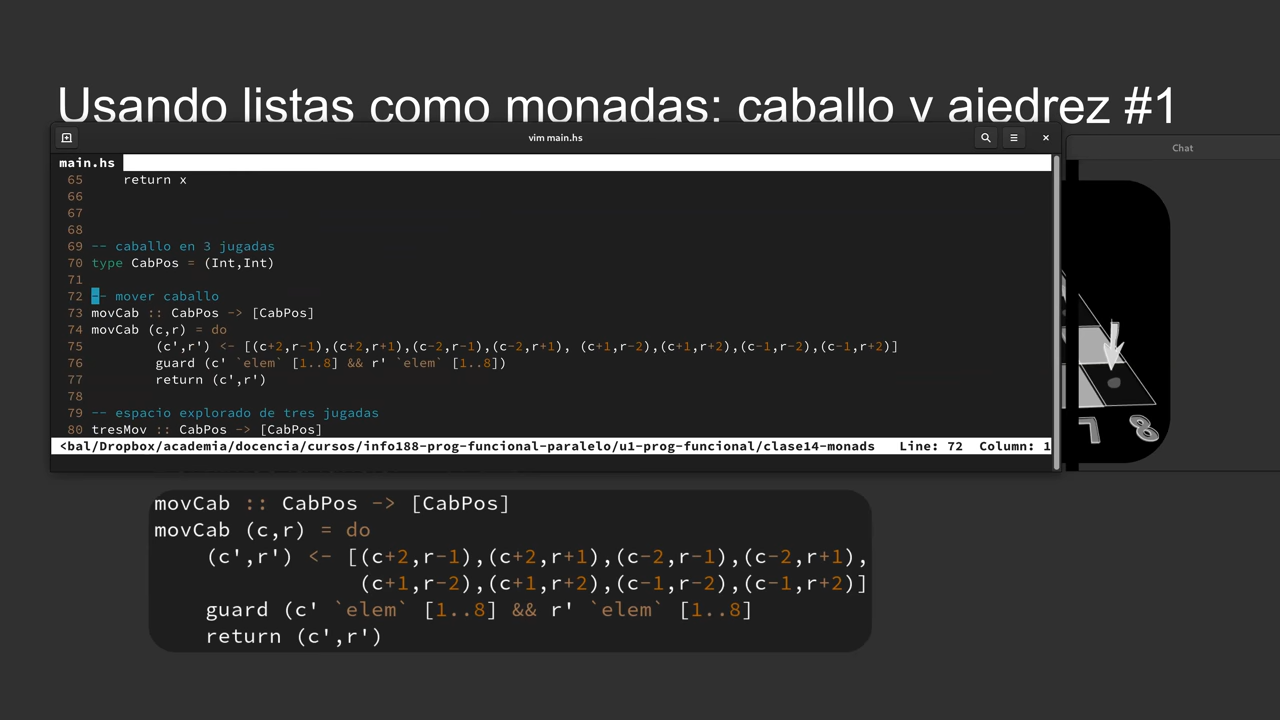 Usando listas como monadas: caballo y ajedrez #1
vim main.hs
Chat
main.hs
65 return x
66
67
68
69 -- caballo en 3 jugadas
70 type CabPos = (Int,Int)
71
72 -- mover caballo
73 movCab :: CabPos -> [CabPos]
74 movCab (c,r) = do
75 (c',r') <- [(c+2,r-1),(c+2,r+1),(c-2,r-1),(c-2,r+1), (c+1,r-2),(c+1,r+2),(c-1,r-2),(c-1,r+2)]
76 guard (c' `elem` [1..8] && r' `elem` [1..8])
77 return (c',r')
78
79 -- espacio explorado de tres jugadas
80 tresMov :: CabPos -> [CabPos]
<bal/Dropbox/academia/docencia/cursos/info188-prog-funcional-paralelo/u1-prog-funcional/clase14-monads Line: 72 Column: 1
7 8
movCab :: CabPos -> [CabPos]
movCab (c,r) = do
(c',r') <- [(c+2,r-1),(c+2,r+1),(c-2,r-1),(c-2,r+1),
(c+1,r-2),(c+1,r+2),(c-1,r-2),(c-1,r+2)]
guard (c' `elem` [1..8] && r' `elem` [1..8]
return (c',r')